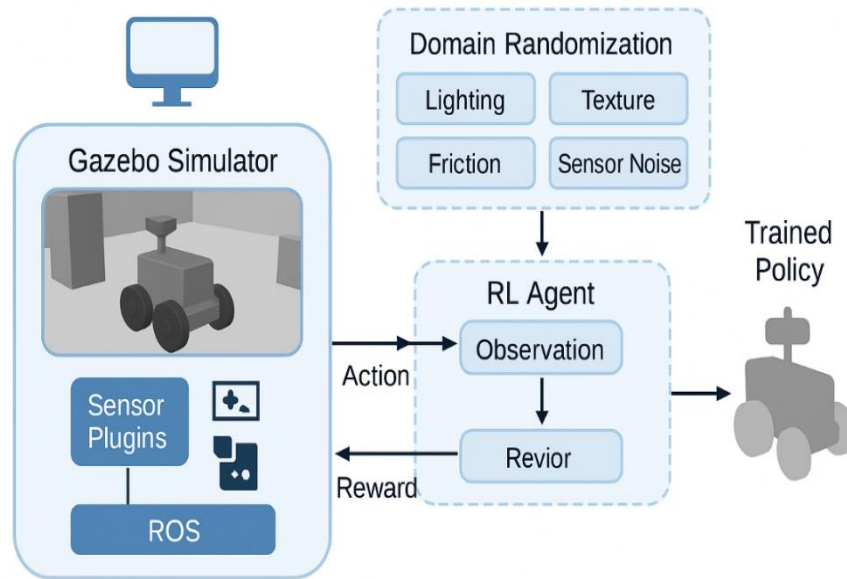 Domain Randomization
Lighting
Texture
Friction
Sensor Noise
Gazebo Simulator
Sensor
Plugins
ROS
Action
Reward
RL Agent
Observation
Revior
Trained
Policy